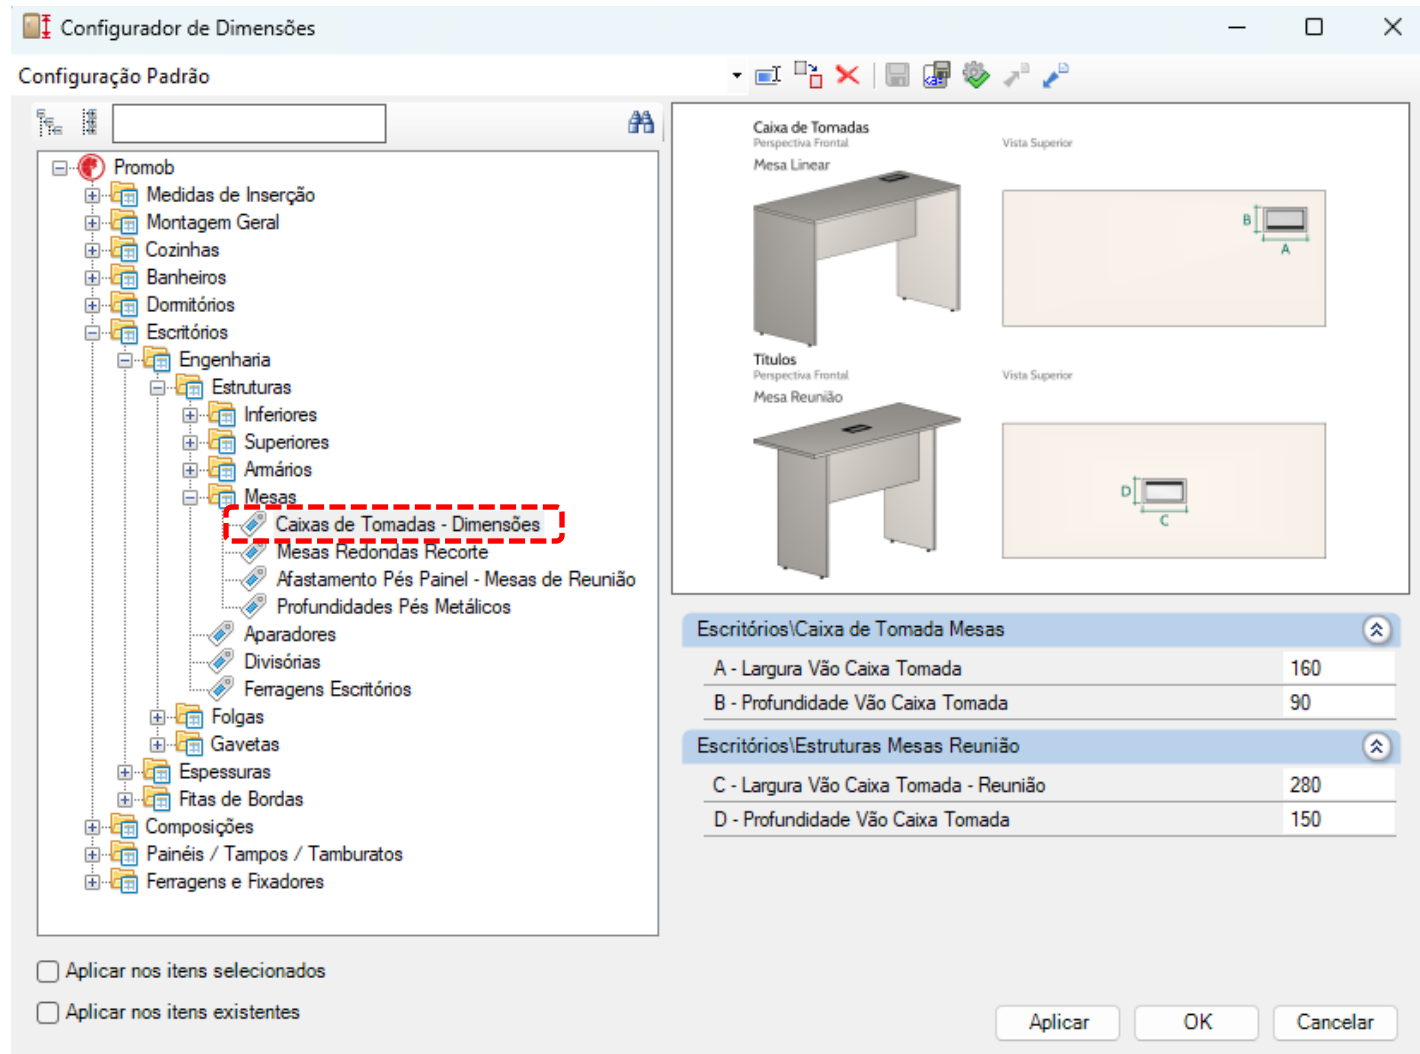 Configurador de Dimensões
Configuração Padrão
Promob
Medidas de Inserção
Montagem Geral
Cozinhas
Banheiros
Dormitórios
Escritórios
Engenharia
Estruturas
Inferiores
Superiores
Armários
Mesas
Caixas de Tomadas - Dimensões
Mesas Redondas Recorte
Afastamento Pés Painel - Mesas de Reunião
Profundidades Pés Metálicos
Aparadores
Divisórias
Ferragens Escritórios
Folgas
Gavetas
Espessuras
Fitas de Bordas
Composições
Painéis / Tampos / Tamburatos
Ferragens e Fixadores
Caixa de Tomadas
Perspectiva Frontal Vista Superior
Mesa Linear
B
A
Títulos
Perspectiva Frontal Vista Superior
Mesa Reunião
D
C
Escritórios\Caixa de Tomada Mesas
A - Largura Vão Caixa Tomada 160
B - Profundidade Vão Caixa Tomada 90
Escritórios\Estruturas Mesas Reunião
C - Largura Vão Caixa Tomada - Reunião 280
D - Profundidade Vão Caixa Tomada 150
Aplicar nos itens selecionados
Aplicar nos itens existentes
Aplicar OK Cancelar